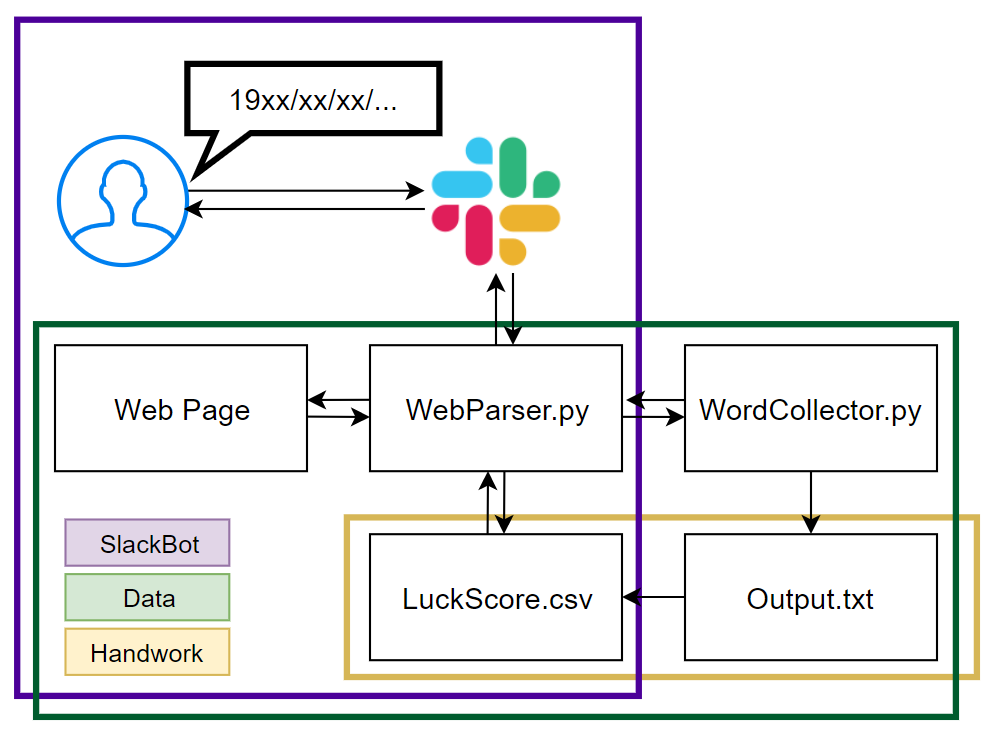 19xx/xx/xx/...
Web Page
WebParser.py
WordCollector.py
SlackBot
Data
Handwork
LuckScore.csv
Output.txt